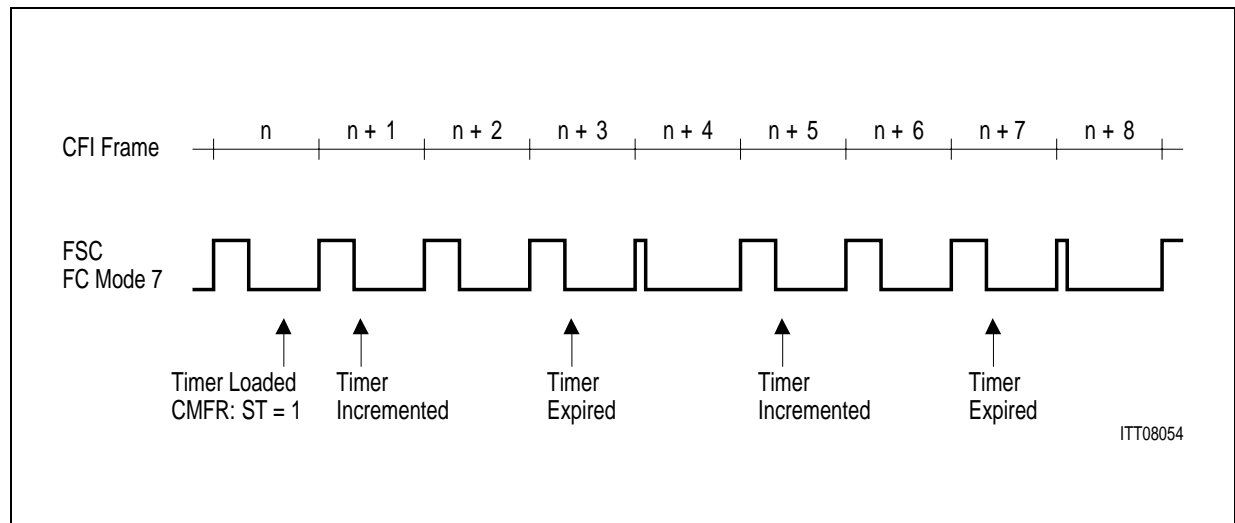 n n + 1 n + 2 n + 3 n + 4 n + 5 n + 6 n + 7 n + 8
CFI Frame
FSC
FC Mode 7
Timer Loaded
CMFR: ST = 1
Timer
Incremented
Timer
Expired
Timer
Incremented
Timer
Expired
ITT08054